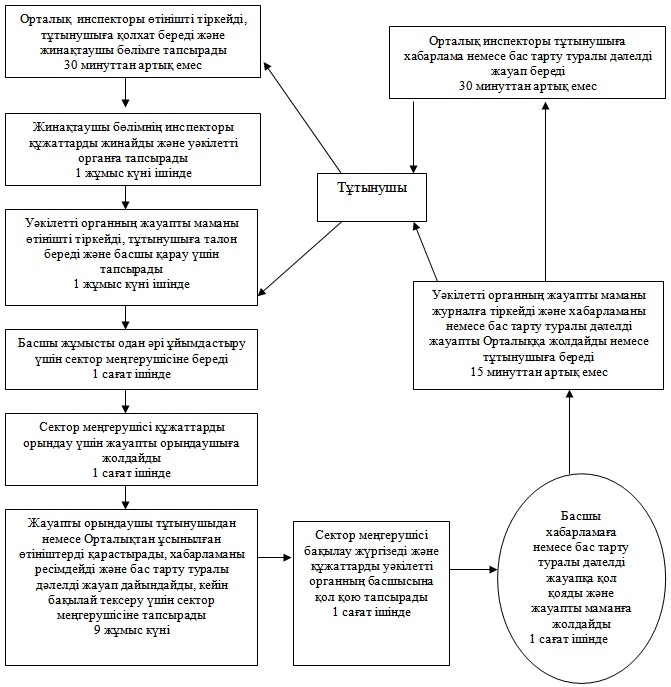 Орталық инспекторы өтінішті тіркейді,
тұтынушыға қолхат береді және
жинақтаушы бөлімге тапсырады
30 минуттан артық емес
Жинақтаушы бөлімнің инспекторы
құжаттарды жинайды және уәкілетті
органға тапсырады
1 жұмыс күні ішінде
Уәкілетті органның жауапты маманы
өтінішті тіркейді, тұтынушыға талон
береді және басшы қарау үшін
тапсырады
1 жұмыс күні ішінде
Басшы жұмысты одан әрі ұйымдастыру
үшін сектор меңгерушісіне береді
1 сағат ішінде
Сектор меңгерушісі құжаттарды
орындау үшін жауапты орындаушыға
жолдайды
1 сағат ішінде
Жауапты орындаушы тұтынушыдан
немесе Орталықтан ұсынылған
өтініштерді қарастырады, хабарламаны
ресімдейді және бас тарту туралы
дәлелді жауап дайындайды, кейін
бақылай тексеру үшін сектор
меңгерушісіне тапсырады
9 жұмыс күні
Сектор меңгерушісі
бақылау жүргізеді және
құжаттарды уәкілетті
органның басшысына
қол қою тапсырады
1 сағат ішінде
Басшы
хабарламаға
немесе бас тарту
туралы дәлелді
жауапқа қол
қояды және
жауапты маманға
жолдайды
1 сағат ішінде
Уәкілетті органның жауапты маманы
журналға тіркейді және хабарламаны
немесе бас тарту туралы дәлелді
жауапты Орталыққа жолдайды немесе
тұтынушыға береді
15 минуттан артық емес
Орталық инспекторы тұтынушыға
хабарлама немесе бас тарту туралы дәлелді
жауап береді
30 минуттан артық емес
Тұтынушы